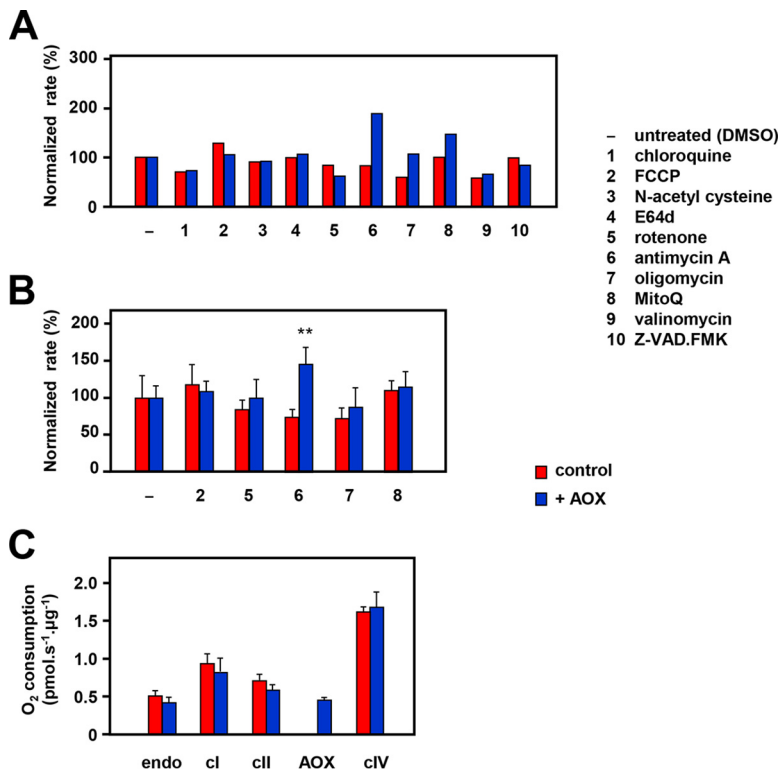 A
Normalized rate (%)
300
200
100
0
– 1 2 3 4 5 6 7 8 9 10
– untreated (DMSO)
1 chloroquine
2 FCCP
3 N-acetyl cysteine
4 E64d
5 rotenone
6 antimycin A
7 oligomycin
8 MitoQ
9 valinomycin
10 Z-VAD.FMK
B
Normalized rate (%)
200
150
100
50
0
**
– 2 5 6 7 8
control
+ AOX
C
O₂ consumption
(pmol.s⁻¹.µg⁻¹)
2.0
1.5
1.0
0.5
0
endo cI cII AOX cIV